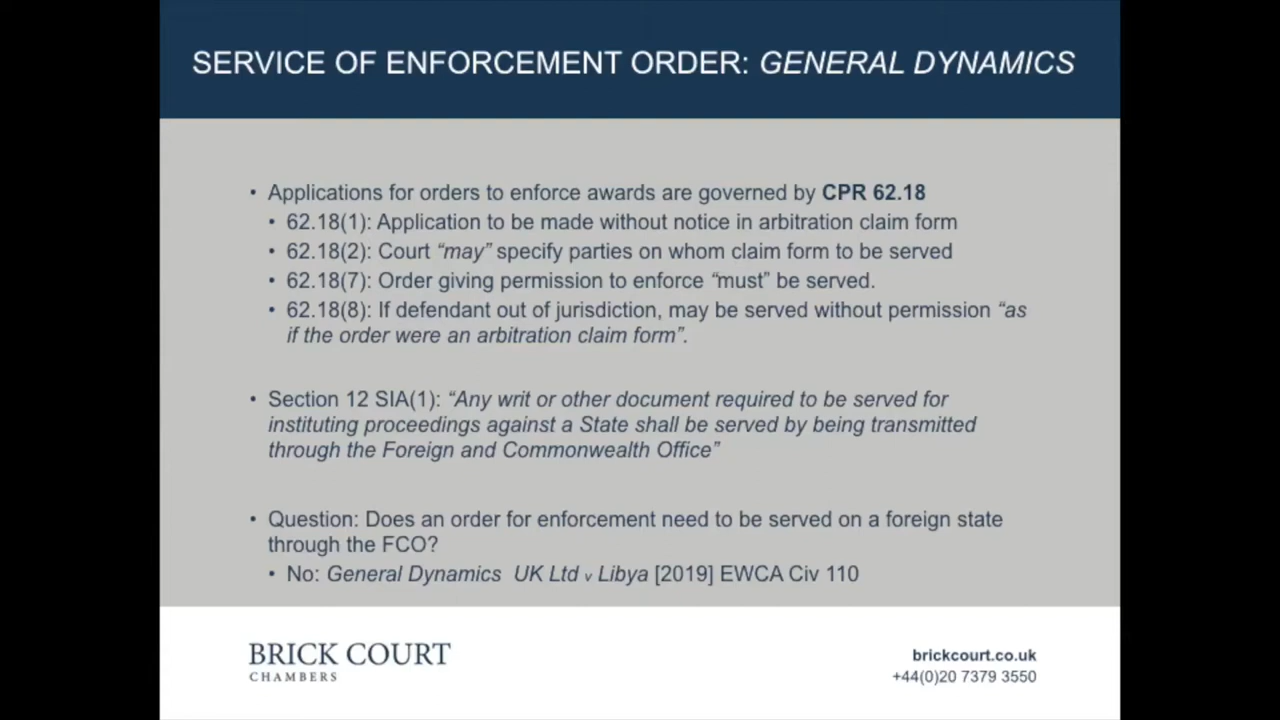 SERVICE OF ENFORCEMENT ORDER: GENERAL DYNAMICS
• Applications for orders to enforce awards are governed by CPR 62.18
• 62.18(1): Application to be made without notice in arbitration claim form
• 62.18(2): Court “may” specify parties on whom claim form to be served
• 62.18(7): Order giving permission to enforce “must” be served.
• 62.18(8): If defendant out of jurisdiction, may be served without permission “as
if the order were an arbitration claim form”.
• Section 12 SIA(1): “Any writ or other document required to be served for
instituting proceedings against a State shall be served by being transmitted
through the Foreign and Commonwealth Office”
• Question: Does an order for enforcement need to be served on a foreign state
through the FCO?
• No: General Dynamics UK Ltd v Libya [2019] EWCA Civ 110
BRICK COURT
CHAMBERS
brickcourt.co.uk
+44(0)20 7379 3550